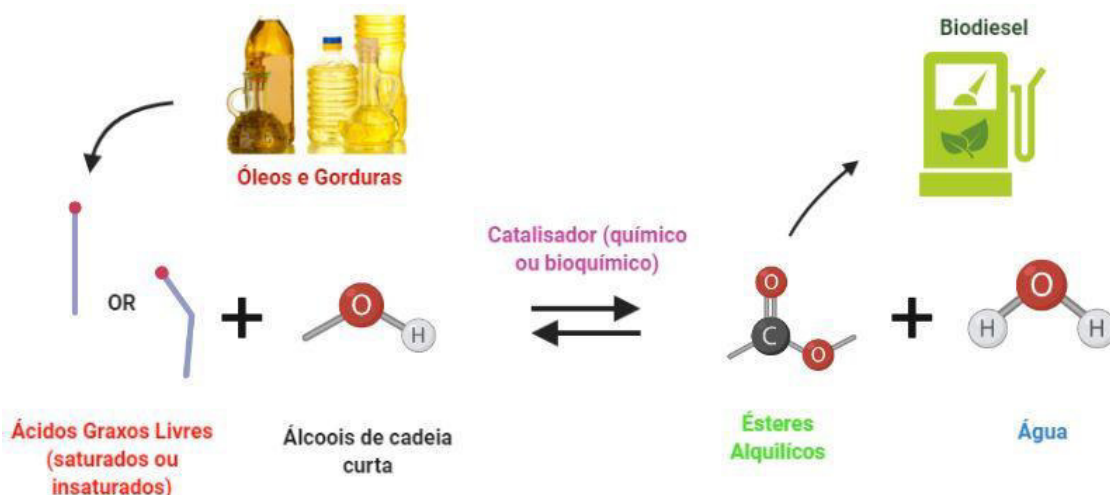 Biodiesel
Óleos e Gorduras
Catalisador (químico
ou bioquímico)
OR
+
O
H
O
C
O
+
O
H
H
Ácidos Graxos Livres
(saturados ou
insaturados)
Álcoois de cadeia
curta
Ésteres
Alquilícos
Água